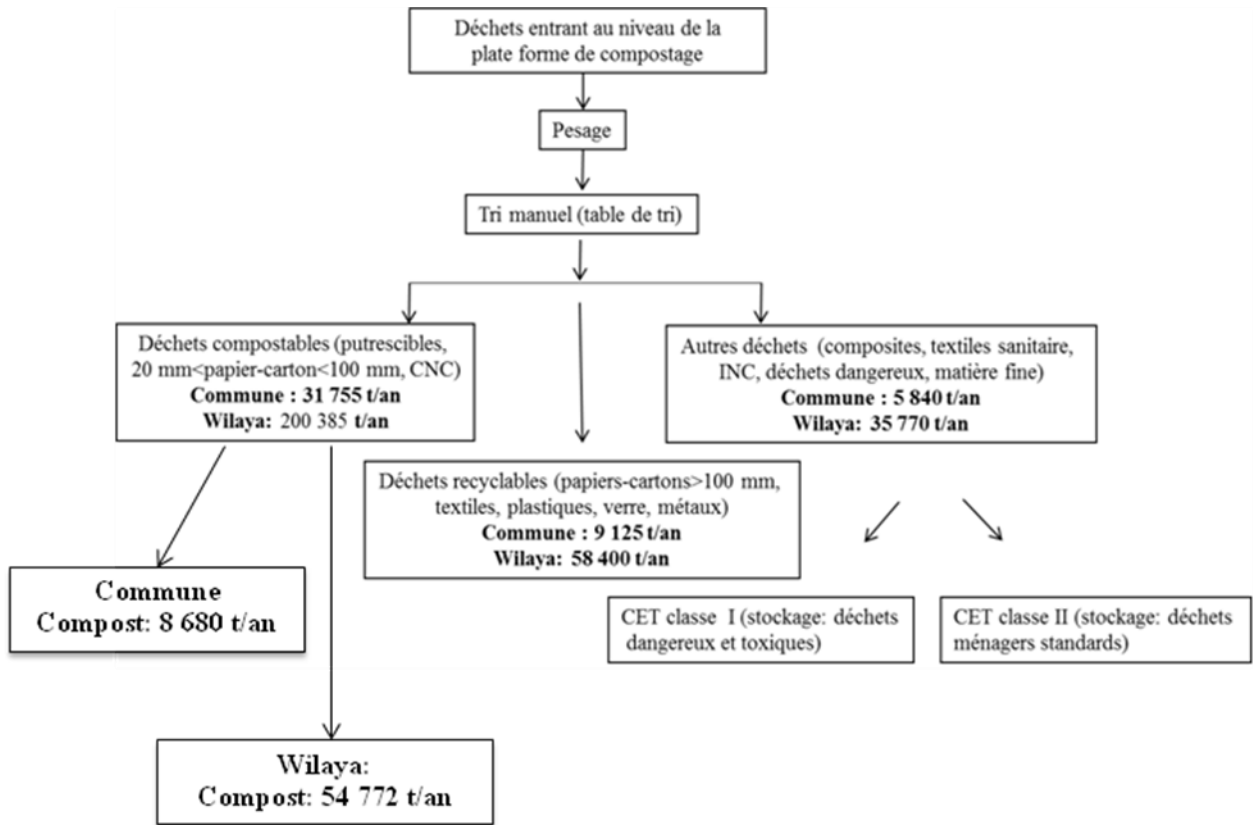 Déchets entrant au niveau de la
plate forme de compostage
Pesage
Tri manuel (table de tri)
Déchets compostables (putrescibles,
20 mm<papier-carton<100 mm, CNC)
Commune : 31 755 t/an
Wilaya: 200 385 t/an
Autres déchets (composites, textiles sanitaire,
INC, déchets dangereux, matière fine)
Commune : 5 840 t/an
Wilaya: 35 770 t/an
Déchets recyclables (papiers-cartons>100 mm,
textiles, plastiques, verre, métaux)
Commune : 9 125 t/an
Wilaya: 58 400 t/an
Commune
Compost: 8 680 t/an
CET classe I (stockage: déchets
dangereux et toxiques)
CET classe II (stockage: déchets
ménagers standards)
Wilaya:
Compost: 54 772 t/an